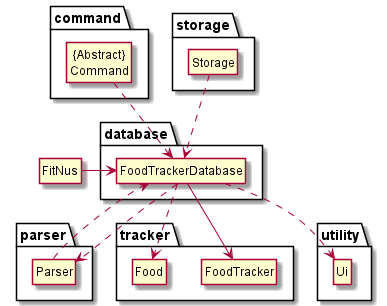 command
storage
{Abstract}
Command
Storage
database
FitNus
FoodTrackerDatabase
parser
tracker
utility
Parser
Food
FoodTracker
Ui